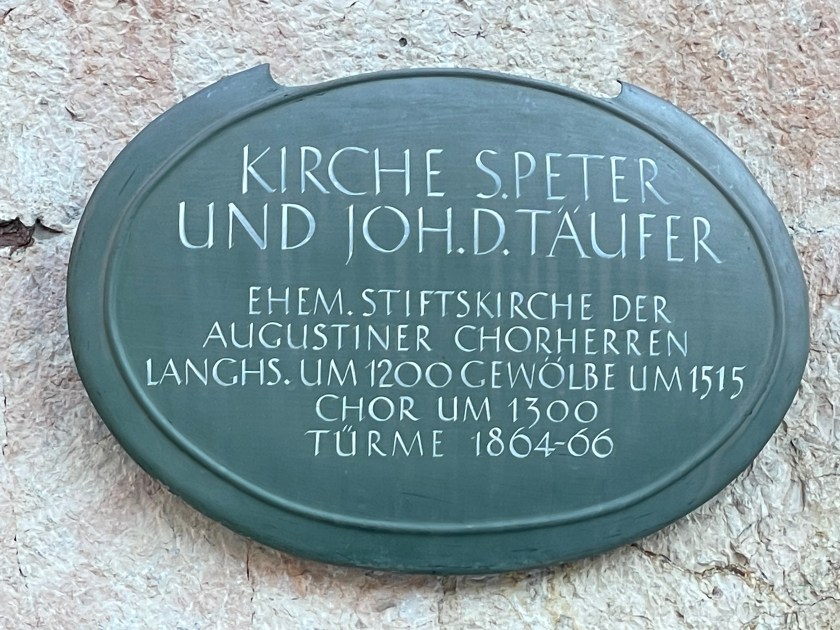 KIRCHE S.PETER
UND JOH.D.TÄUFER
EHEM. STIFTSKIRCHE DER
AUGUSTINER CHORHERREN
LANGHS. UM 1200 GEWÖLBE UM 1515
CHOR UM 1300
TÜRME 1864-66